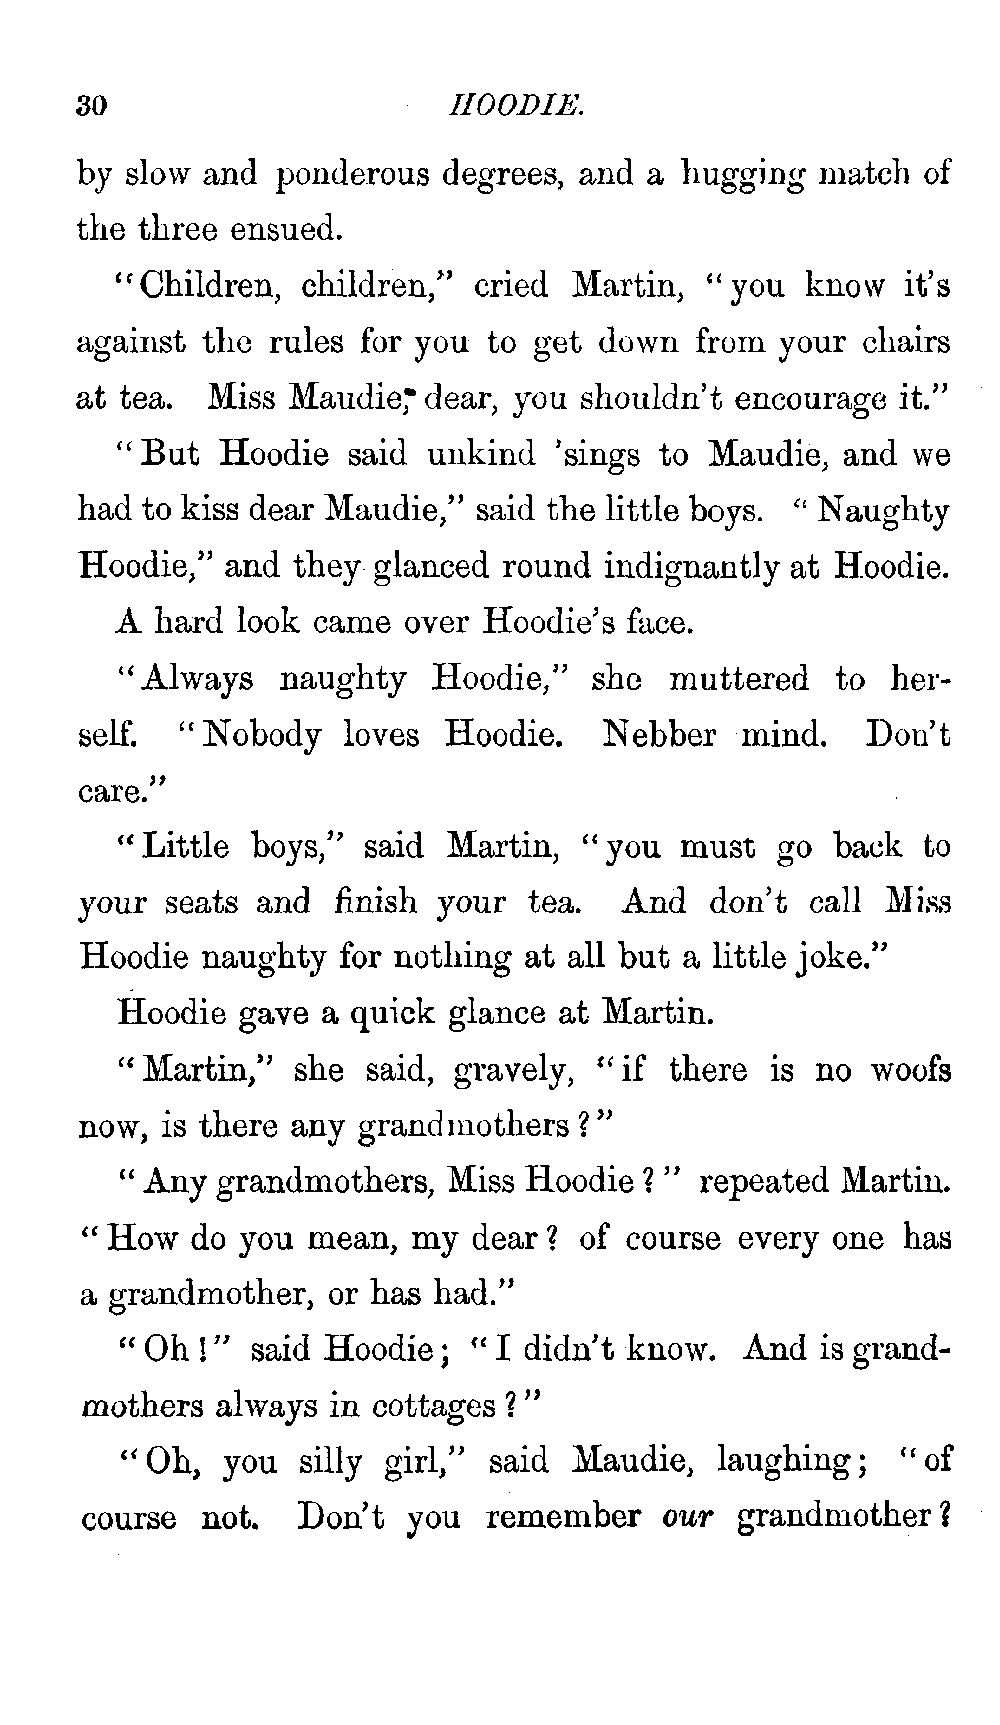 30 HOODIE.
by slow and ponderous degrees, and a hugging match of
the three ensued.
"Children, children," cried Martin, "you know it's
against the rules for you to get down from your chairs
at tea. Miss Maudie, dear, you shouldn't encourage it."
"But Hoodie said unkind 'sings to Maudie, and we
had to kiss dear Maudie," said the little boys. "Naughty
Hoodie," and they glanced round indignantly at Hoodie.
A hard look came over Hoodie's face.
"Always naughty Hoodie," she muttered to her-
self. "Nobody loves Hoodie. Nebber mind. Don't
care."
"Little boys," said Martin, "you must go back to
your seats and finish your tea. And don't call Miss
Hoodie naughty for nothing at all but a little joke."
Hoodie gave a quick glance at Martin.
"Martin," she said, gravely, "if there is no woofs
now, is there any grandmothers?"
"Any grandmothers, Miss Hoodie?" repeated Martin.
"How do you mean, my dear? of course every one has
a grandmother, or has had."
"Oh!" said Hoodie; "I didn't know. And is grand-
mothers always in cottages?"
"Oh, you silly girl," said Maudie, laughing; "of
course not. Don't you remember our grandmother?